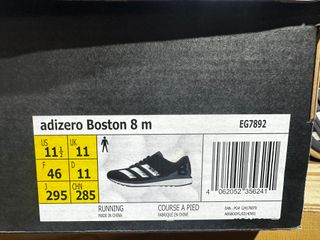 adizero Boston 8 m
EG7892
US 11½ UK 11
F 46 D 11
J 295 CHN 285
4 062052 356241
RUNNING COURSE A PIED
MADE IN CHINA FABRIQUE EN CHINE